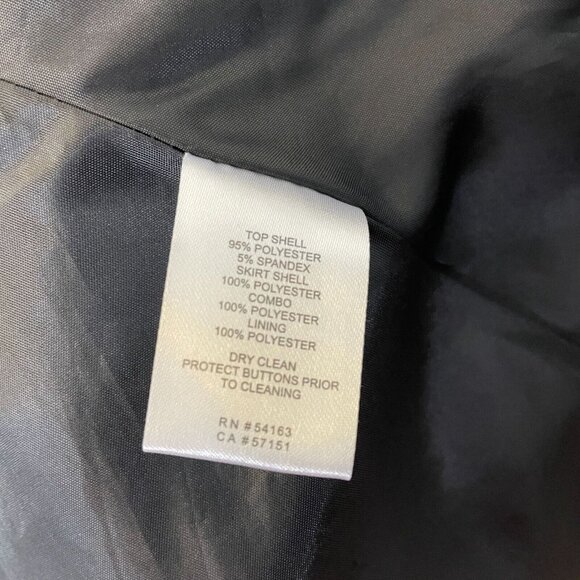 TOP SHELL
95% POLYESTER
5% SPANDEX
SKIRT SHELL
100% POLYESTER
COMBO
100% POLYESTER
LINING
100% POLYESTER
DRY CLEAN
PROTECT BUTTONS PRIOR
TO CLEANING
RN #54163
CA #57151